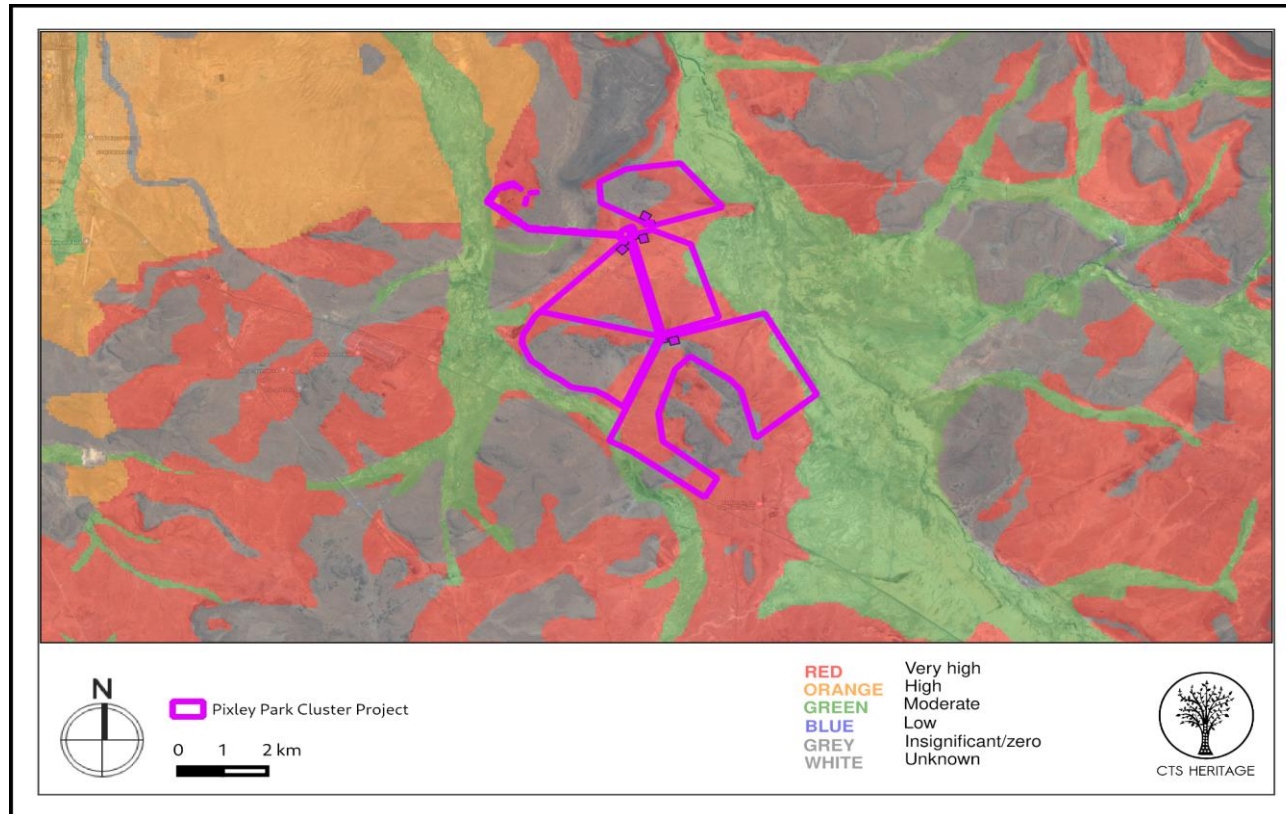 N
Pixley Park Cluster Project
0 1 2 km
RED Very high
ORANGE High
GREEN Moderate
BLUE Low
GREY Insignificant/zero
WHITE Unknown
CTS HERITAGE